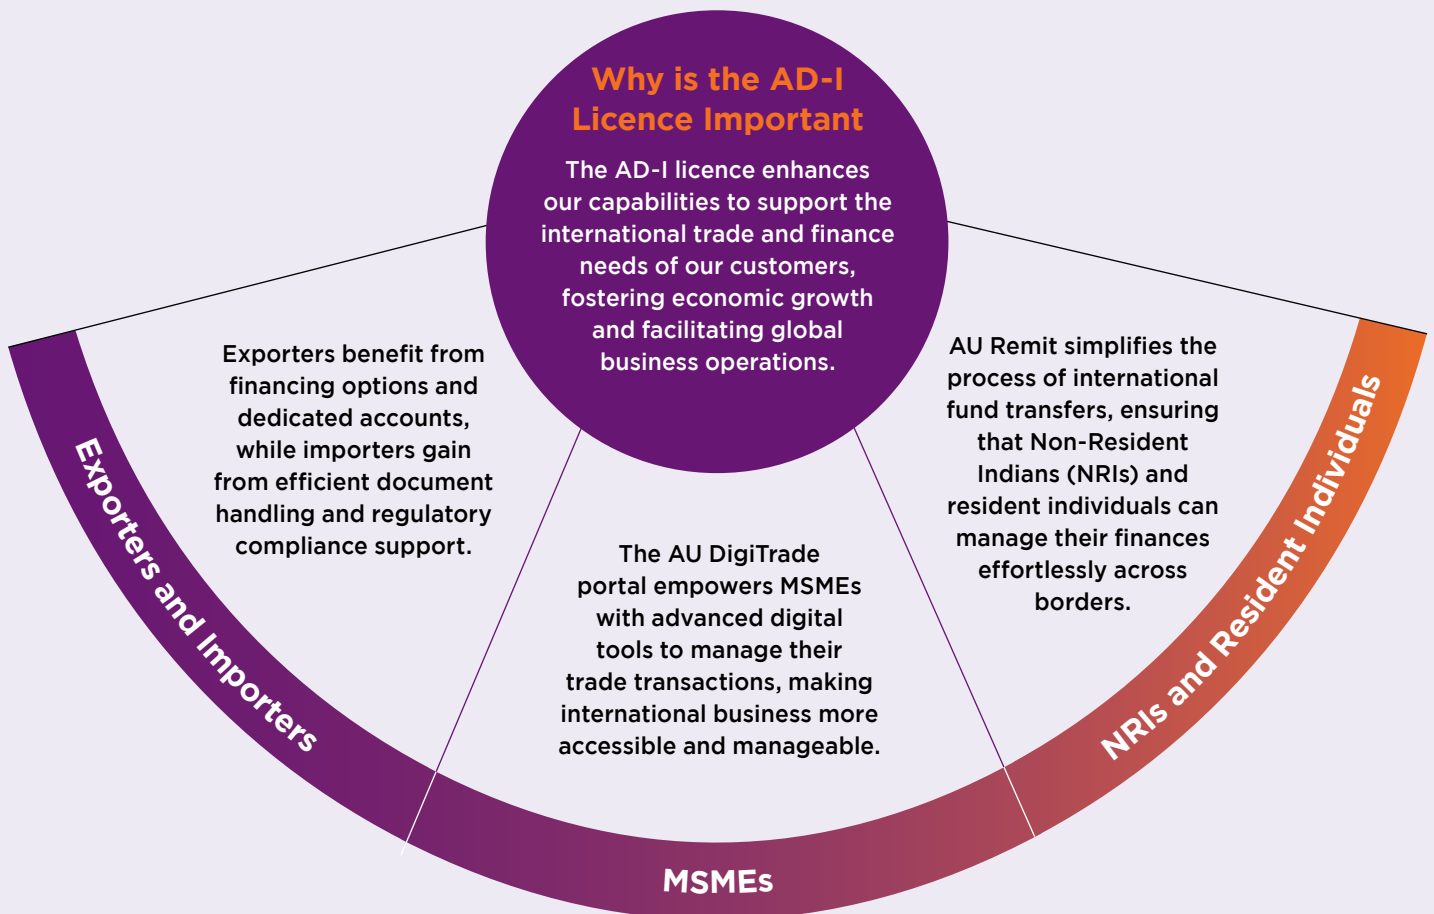 Why is the AD-I
Licence Important
The AD-I licence enhances
our capabilities to support the
international trade and finance
needs of our customers,
fostering economic growth
and facilitating global
business operations.
Exporters benefit from
financing options and
dedicated accounts,
while importers gain
from efficient document
handling and regulatory
compliance support.
Exporters and Importers
The AU DigiTrade
portal empowers MSMEs
with advanced digital
tools to manage their
trade transactions, making
international business more
accessible and manageable.
MSMEs
AU Remit simplifies the
process of international
fund transfers, ensuring
that Non-Resident
Indians (NRIs) and
resident individuals can
manage their finances
effortlessly across
borders.
NRIs and Resident Individuals